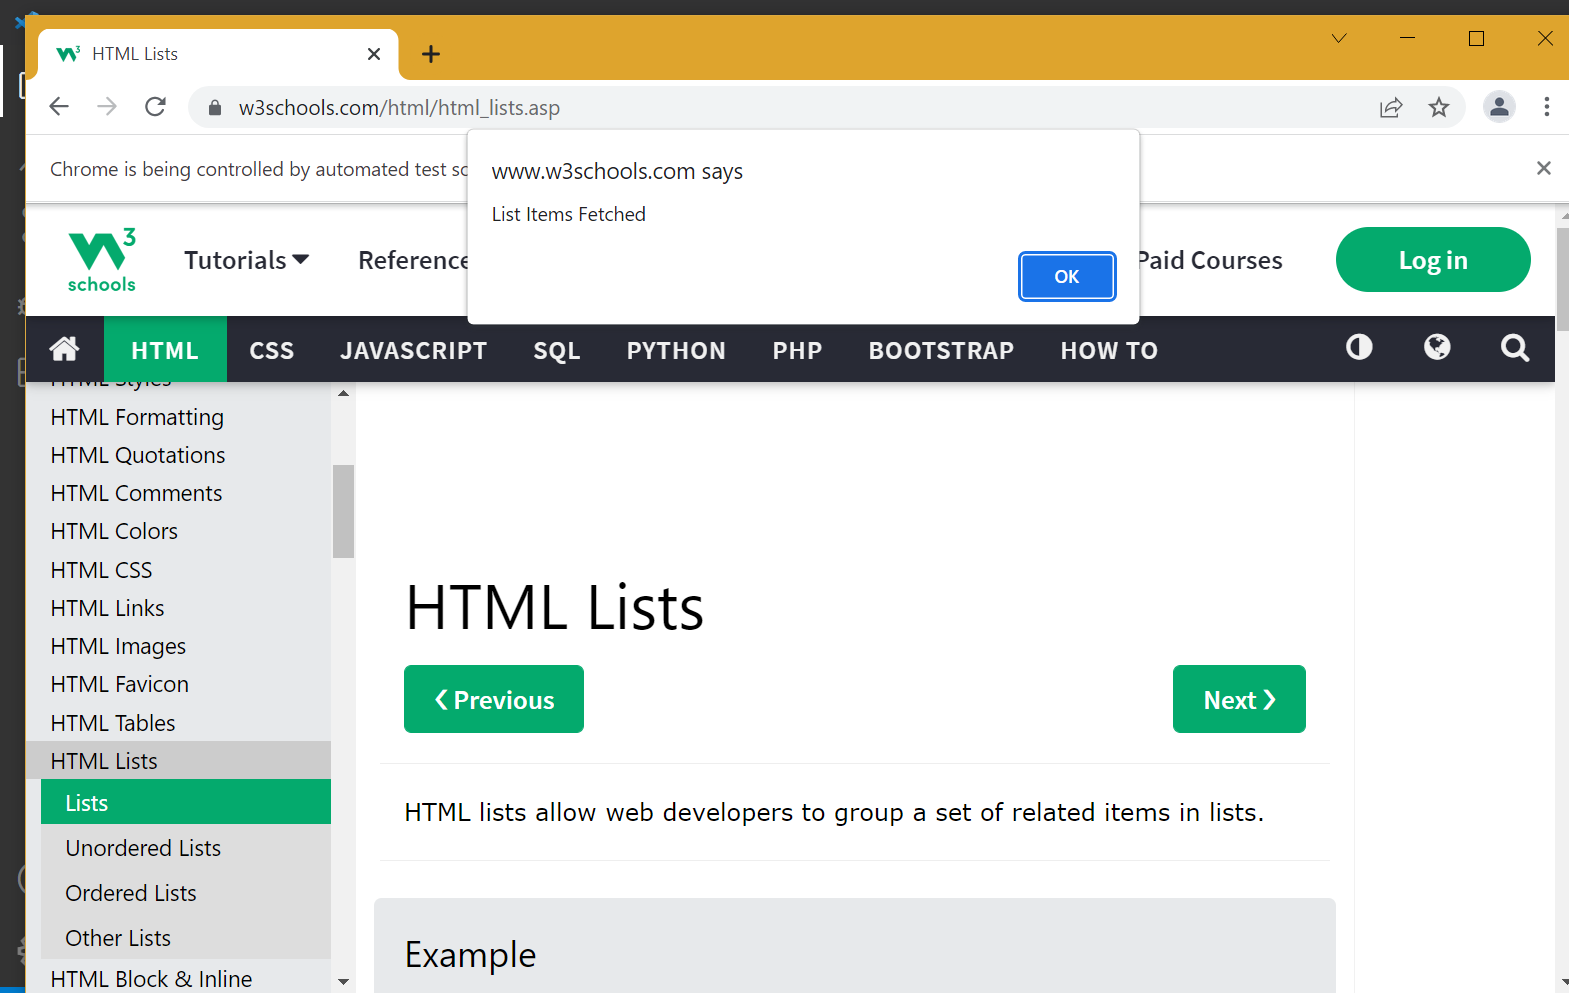 HTML Lists
w3schools.com/html/html_lists.asp
Chrome is being controlled by automated test
www.w3schools.com says
List Items Fetched
OK
W3 schools
Tutorials
Reference
Paid Courses
Log in
HTML CSS JAVASCRIPT SQL PYTHON PHP BOOTSTRAP HOW TO
HTML Styles
HTML Formatting
HTML Quotations
HTML Comments
HTML Colors
HTML CSS
HTML Links
HTML Images
HTML Favicon
HTML Tables
HTML Lists
Lists
Unordered Lists
Ordered Lists
Other Lists
HTML Block & Inline
HTML Lists
❮ Previous
Next ❯
HTML lists allow web developers to group a set of related items in lists.
Example